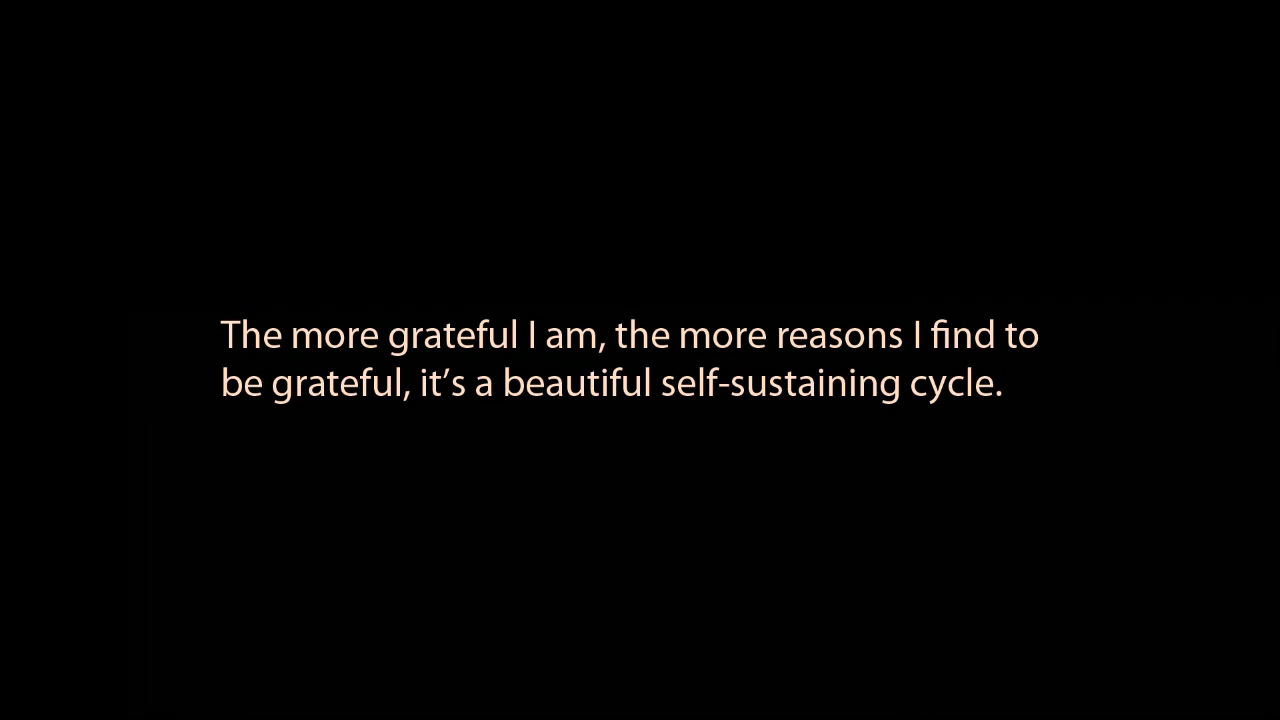 The more grateful I am, the more reasons I find to
be grateful, it’s a beautiful self-sustaining cycle.